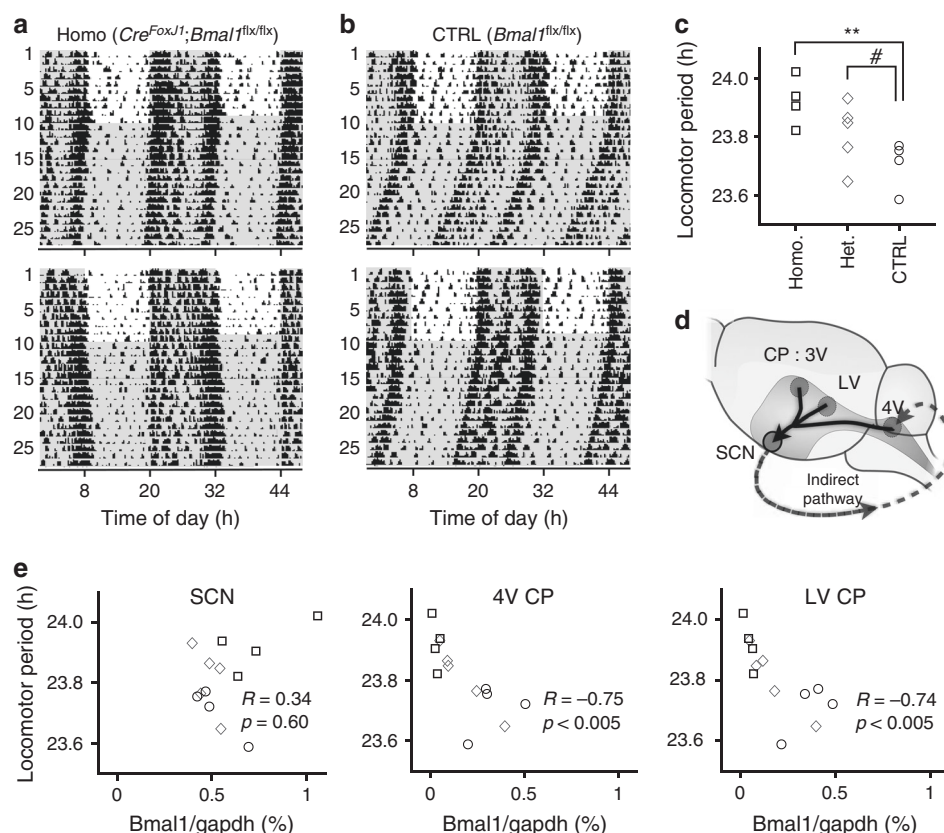 a
Homo (Cre^FoxJ1;Bmal1^flx/flx)
1
5
10
15
20
25
1
5
10
15
20
25
8
20
32
44
Time of day (h)
b
CTRL (Bmal1^flx/flx)
1
5
10
15
20
25
1
5
10
15
20
25
8
20
32
44
Time of day (h)
c
**
#
Locomotor period (h)
24.0
23.8
23.6
Homo.
Het.
CTRL
d
CP : 3V
LV
4V
SCN
Indirect
pathway
e
Locomotor period (h)
SCN
24.0
23.8
23.6
R = 0.34
p = 0.60
0
0.5
1
Bmal1/gapdh (%)
4V CP
24.0
23.8
23.6
R = −0.75
p < 0.005
0
0.5
1
Bmal1/gapdh (%)
LV CP
24.0
23.8
23.6
R = −0.74
p < 0.005
0
0.5
1
Bmal1/gapdh (%)